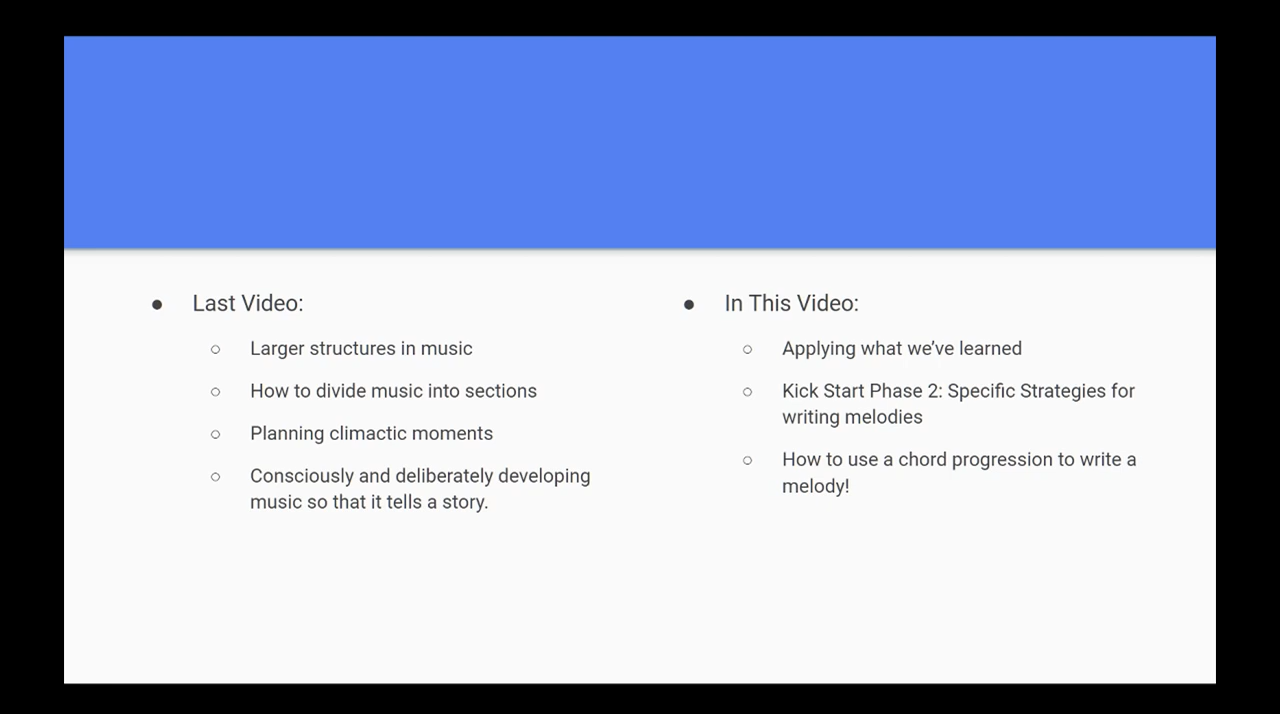 ● Last Video:
○ Larger structures in music
○ How to divide music into sections
○ Planning climactic moments
○ Consciously and deliberately developing
music so that it tells a story.
● In This Video:
○ Applying what we’ve learned
○ Kick Start Phase 2: Specific Strategies for
writing melodies
○ How to use a chord progression to write a
melody!